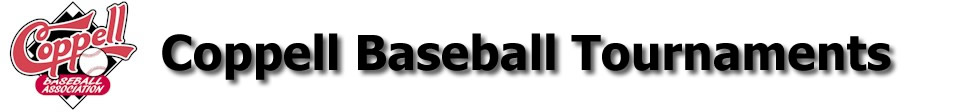 Coppell
BASEBALL
ASSOCIATION
Coppell Baseball Tournaments